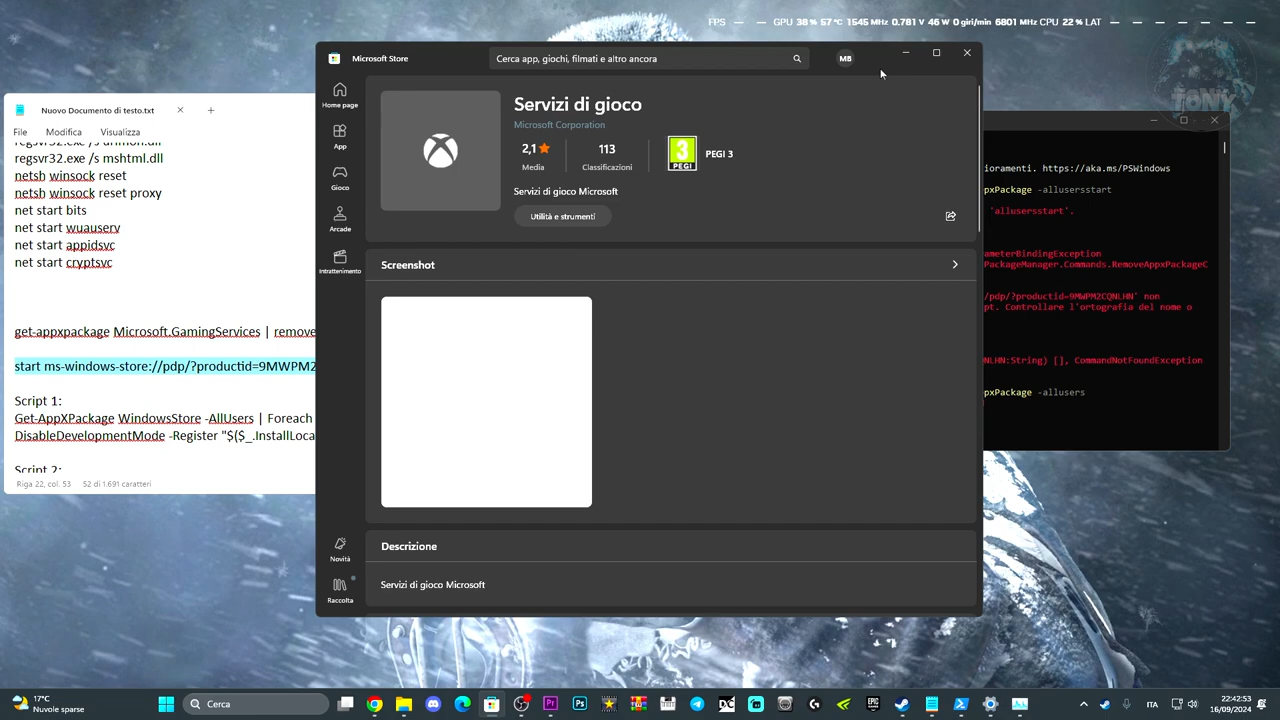 FPS — — GPU 38 % 57 °C 1545 MHz 0.781 V 46 W 0 giri/min 6801 MHz CPU 22 % LAT — — — — — —
Nuovo Documento di testo.txt
File Modifica Visualizza
regsvr32.exe /s mshtml.dll
netsh winsock reset
netsh winsock reset proxy
net start bits
net start wuauserv
net start appidsvc
net start cryptsvc
get-appxpackage Microsoft.GamingServices | remove
start ms-windows-store://pdp/?productid=9MWPM2
Script 1:
Get-AppXPackage WindowsStore -AllUsers | Foreach
DisableDevelopmentMode -Register "$($_.InstallLoca
Script 2:
Riga 22, col. 53 52 di 1.691 caratteri
Microsoft Store
Cerca app, giochi, filmati e altro ancora
MB
Home page
App
Gioco
Arcade
Intrattenimento
Novità
Raccolta
Servizi di gioco
Microsoft Corporation
2,1
Media
113
Classificazioni
3
PEGI
PEGI 3
Servizi di gioco Microsoft
Utilità e strumenti
Screenshot
Descrizione
Servizi di gioco Microsoft
ioramenti. https://aka.ms/PSWindows
pxPackage -allusersstart
'allusersstart'.
ameterBindingException
PackageManager.Commands.RemoveAppxPackageC
/pdp/?productid=9MWPM2CQNLHN' non
pt. Controllare l'ortografia del nome o
NLHN:String) [], CommandNotFoundException
pxPackage -allusers
17°C
Nuvole sparse
Cerca
ITA
22:42:53
16/09/2024